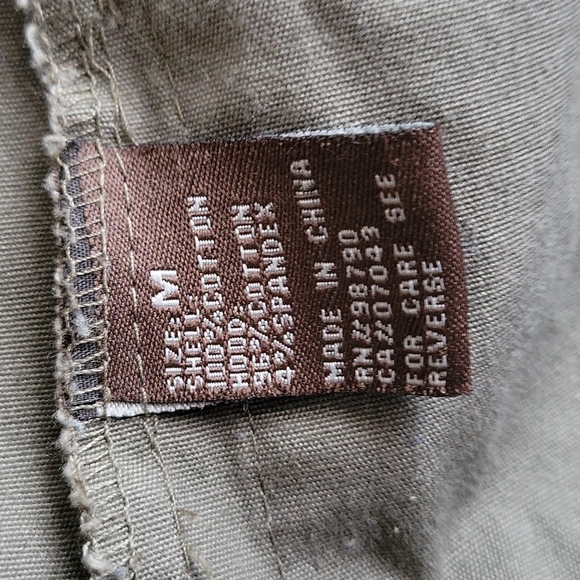 SIZE: M
SHELL:
100%COTTON
HOOD:
96%COTTON
4%SPANDEX
MADE IN CHINA
RN#98790
CA#07043
FOR CARE SEE
REVERSE